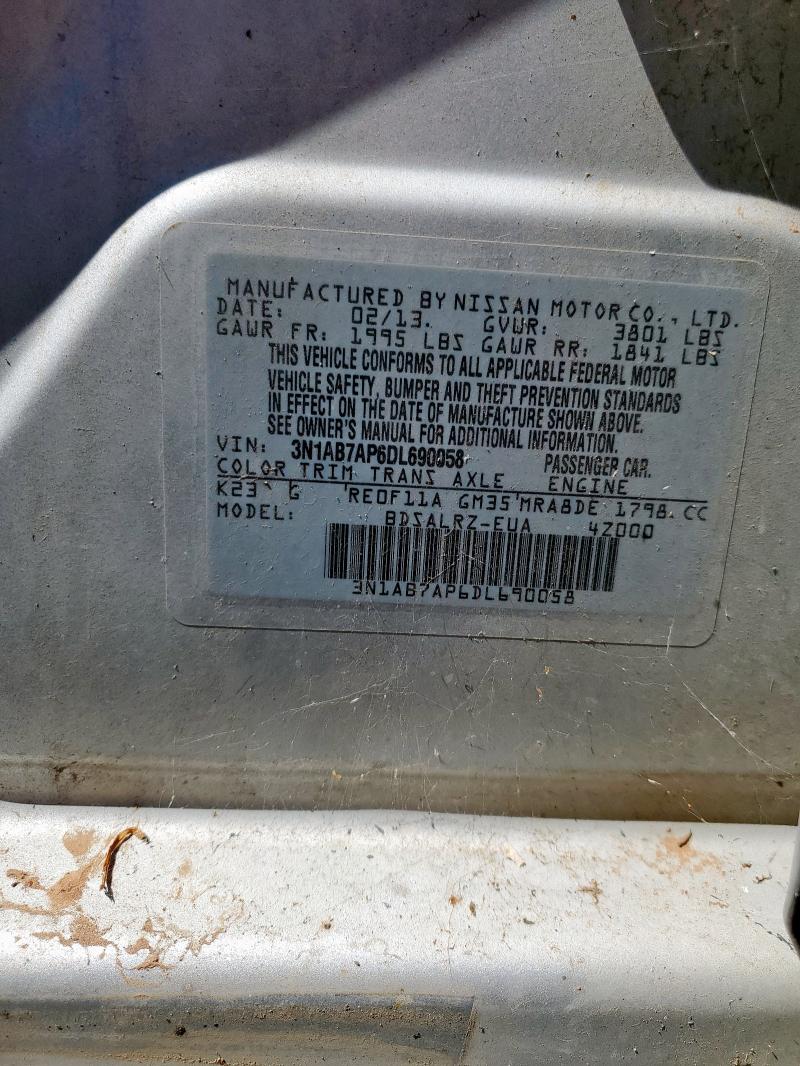 MANUFACTURED BY NISSAN MOTOR CO., LTD.
DATE: 02/13. GVWR: 3801 LBS
GAWR FR: 1995 LBS GAWR RR: 1841 LBS
THIS VEHICLE CONFORMS TO ALL APPLICABLE FEDERAL MOTOR
VEHICLE SAFETY, BUMPER AND THEFT PREVENTION STANDARDS
IN EFFECT ON THE DATE OF MANUFACTURE SHOWN ABOVE.
SEE OWNER'S MANUAL FOR ADDITIONAL INFORMATION.
VIN: 3N1AB7AP6DL690058 PASSENGER CAR.
COLOR TRIM TRANS AXLE ENGINE
K23 G RE0F11A GM35 MRA8DE 1798.CC
MODEL: BDSALRZ-EUA 4Z000
3N1AB7AP6DL690058